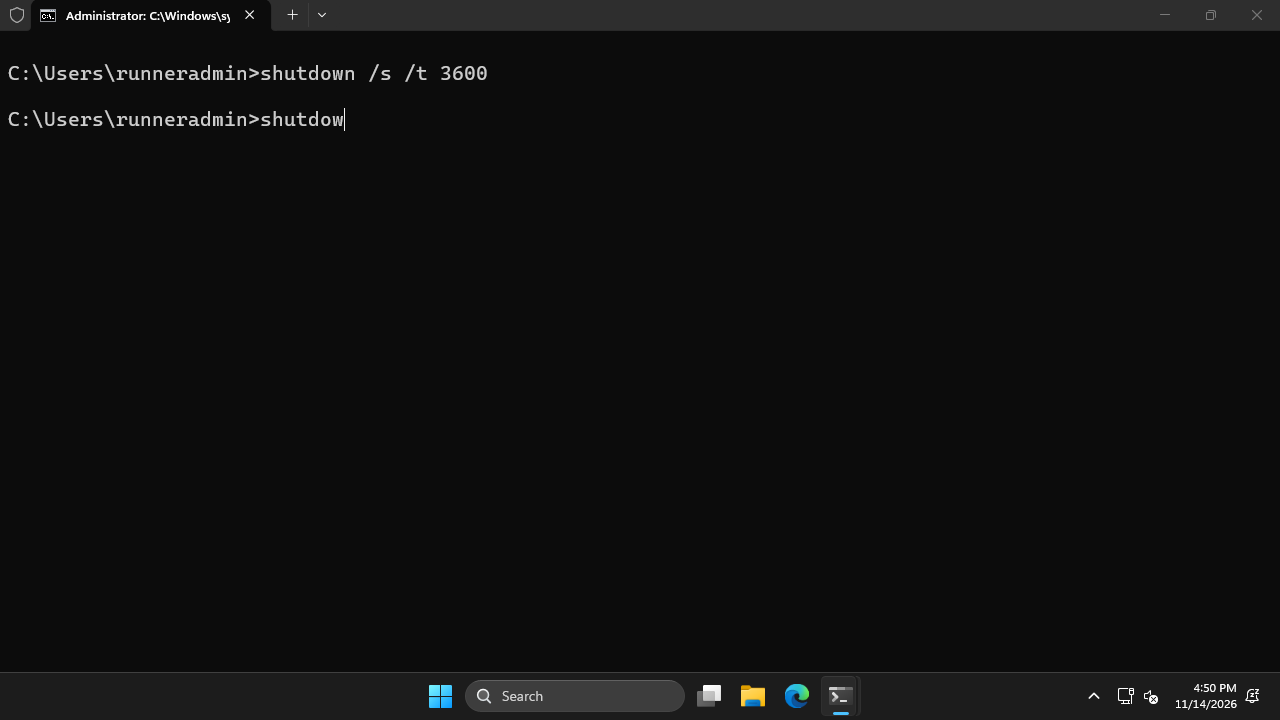 Administrator: C:\Windows\sy
C:\Users\runneradmin>shutdown /s /t 3600
C:\Users\runneradmin>shutdow
Search
4:50 PM
11/14/2026